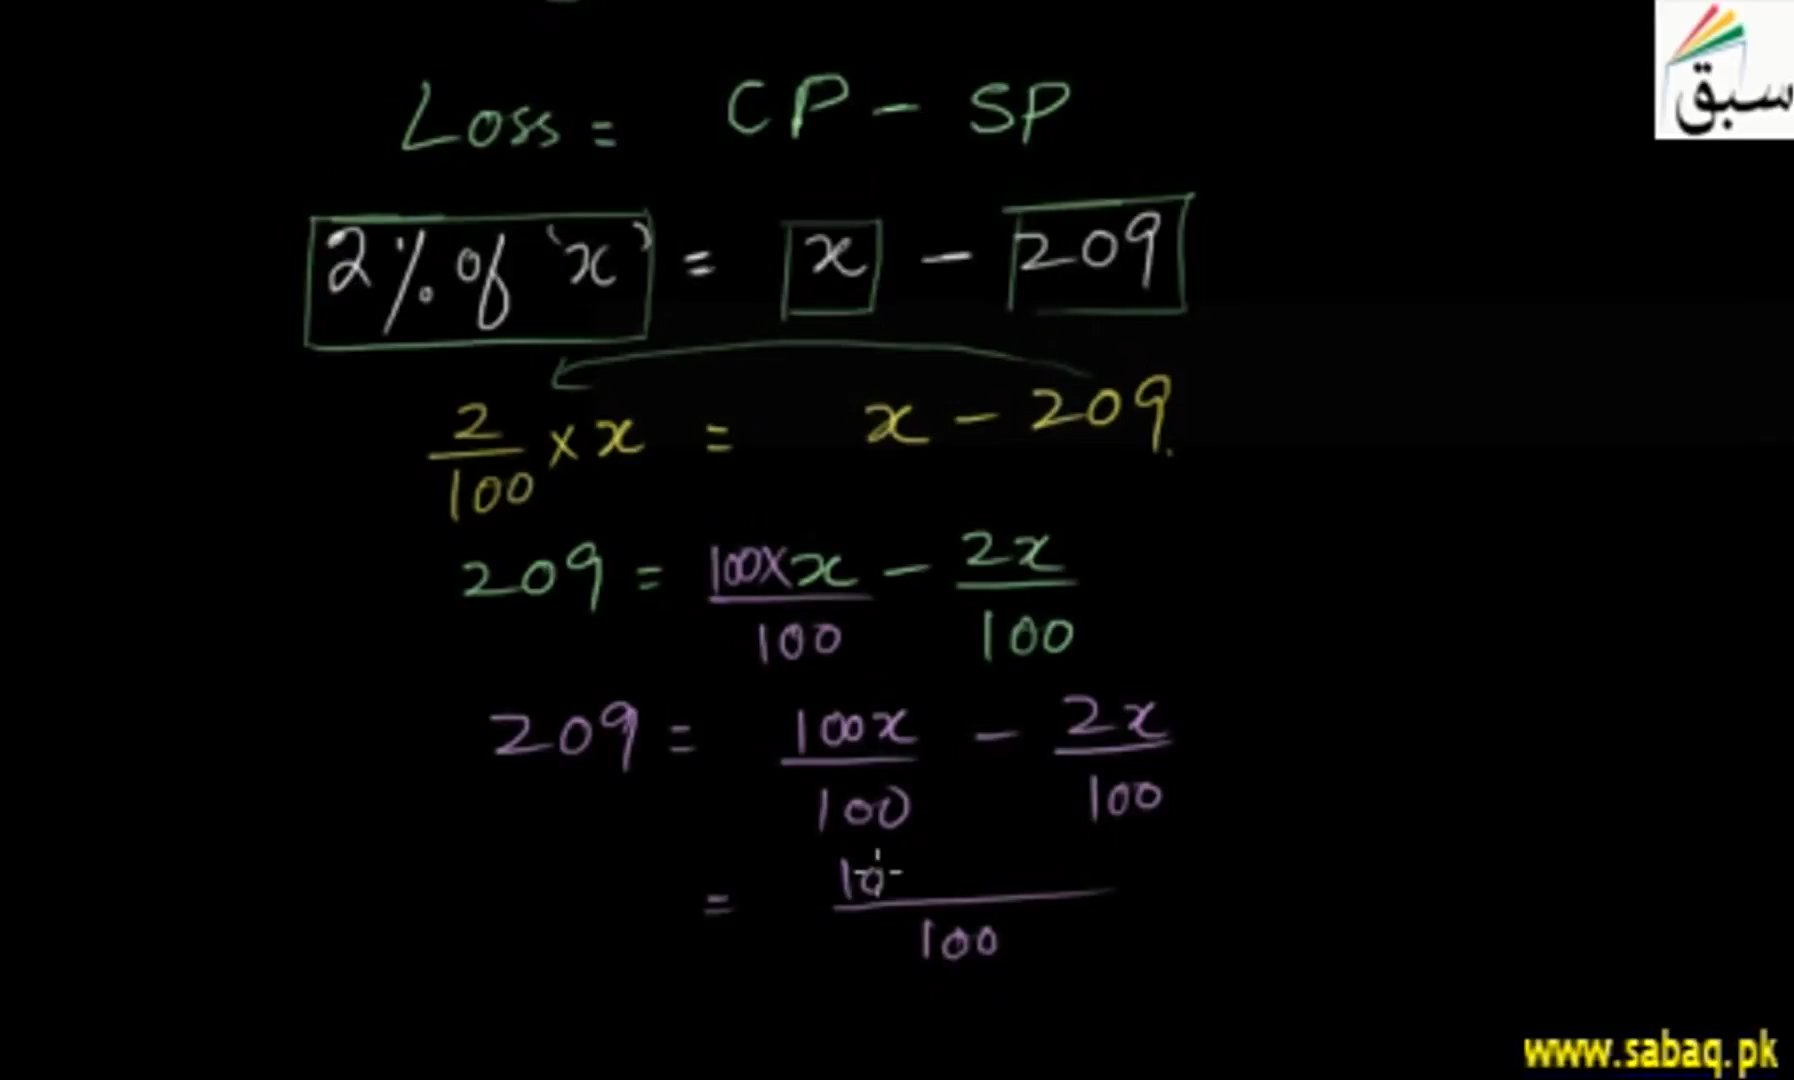 سبق
Loss = CP - SP
2% of 'x' = x - 209
2/100 × x = x - 209.
209 = 100×x/100 - 2x/100
209 = 100x/100 - 2x/100
= 10/100
www.sabaq.pk